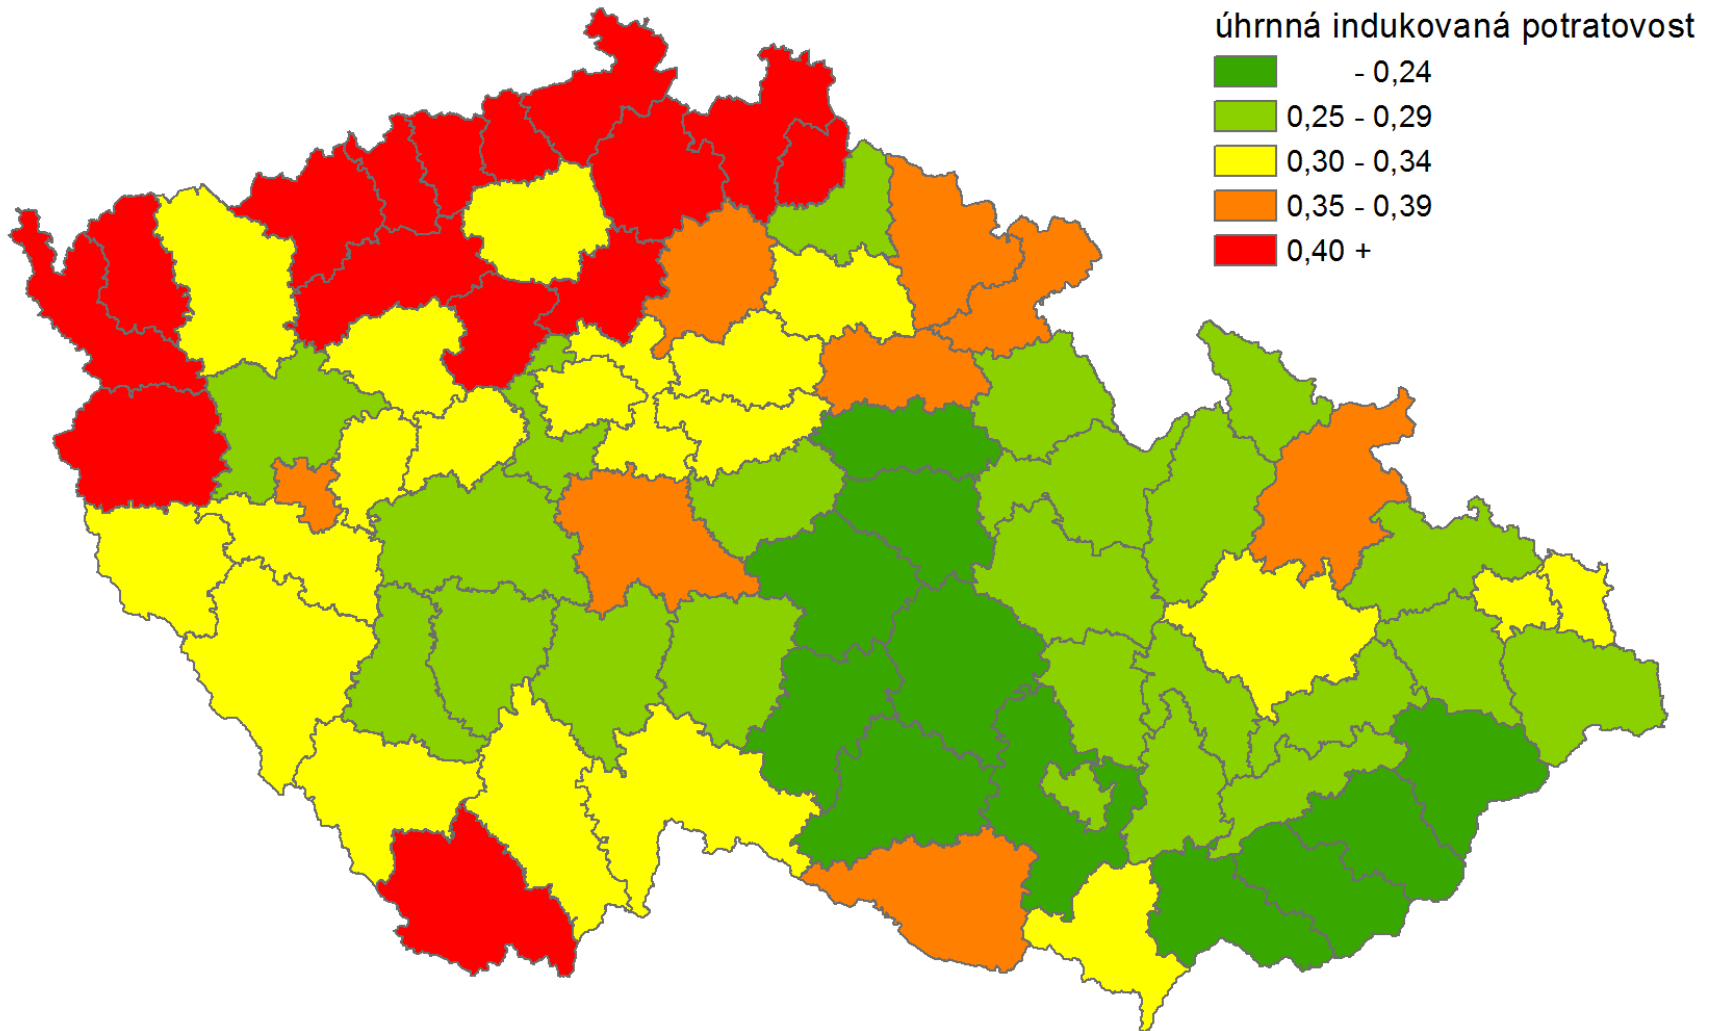 úhrnná indukovaná potratovost
- 0,24
0,25 - 0,29
0,30 - 0,34
0,35 - 0,39
0,40 +